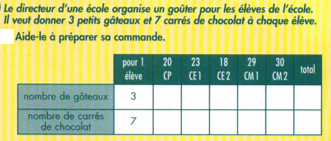 Le directeur d'une école organise un goûter pour les élèves de l'école.
Il veut donner 3 petits gâteaux et 7 carrés de chocolat à chaque élève.
Aide-le à préparer sa commande.
pour 1 élève 20 CP 23 CE1 18 CE2 29 CM1 30 CM2 total
nombre de gâteaux 3
nombre de carrés de chocolat 7